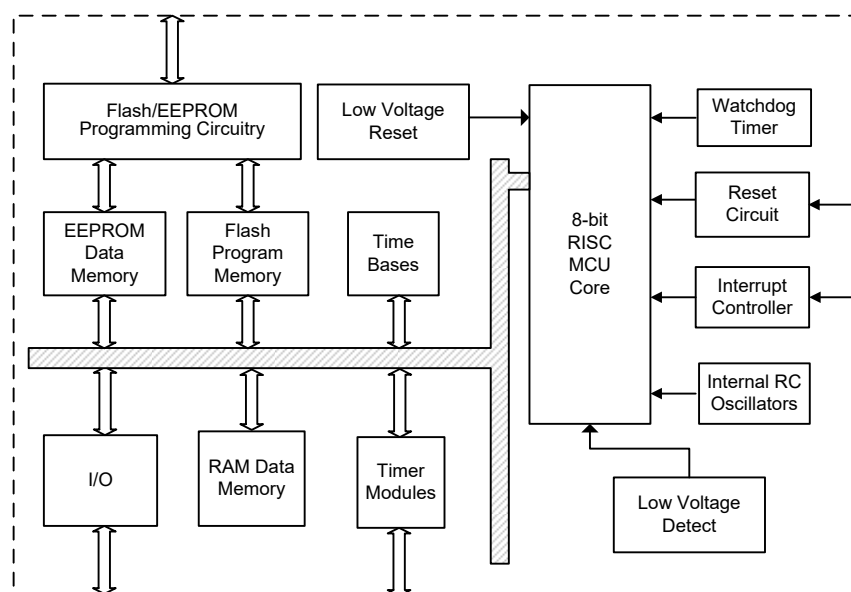 Flash/EEPROM
Programming Circuitry
Low Voltage
Reset
Watchdog
Timer
Reset
Circuit
EEPROM
Data
Memory
Flash
Program
Memory
Time
Bases
8-bit
RISC
MCU
Core
Interrupt
Controller
Internal RC
Oscillators
I/O
RAM Data
Memory
Timer
Modules
Low Voltage
Detect